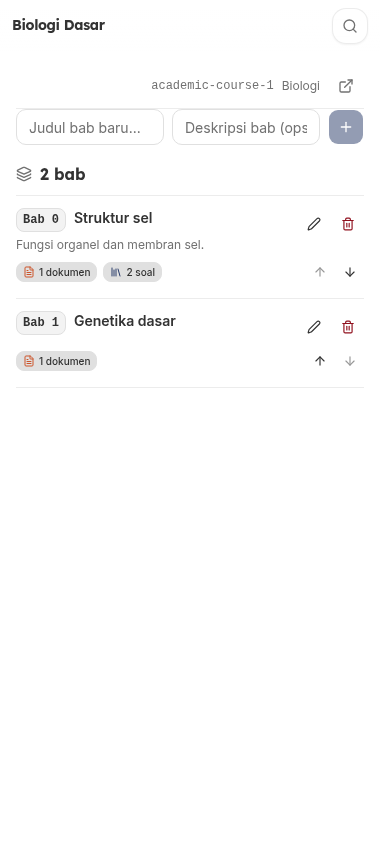 Biologi Dasar
academic-course-1 Biologi
Judul bab baru... Deskripsi bab (ops
2 bab
Bab 0 Struktur sel
Fungsi organel dan membran sel.
1 dokumen 2 soal
Bab 1 Genetika dasar
1 dokumen